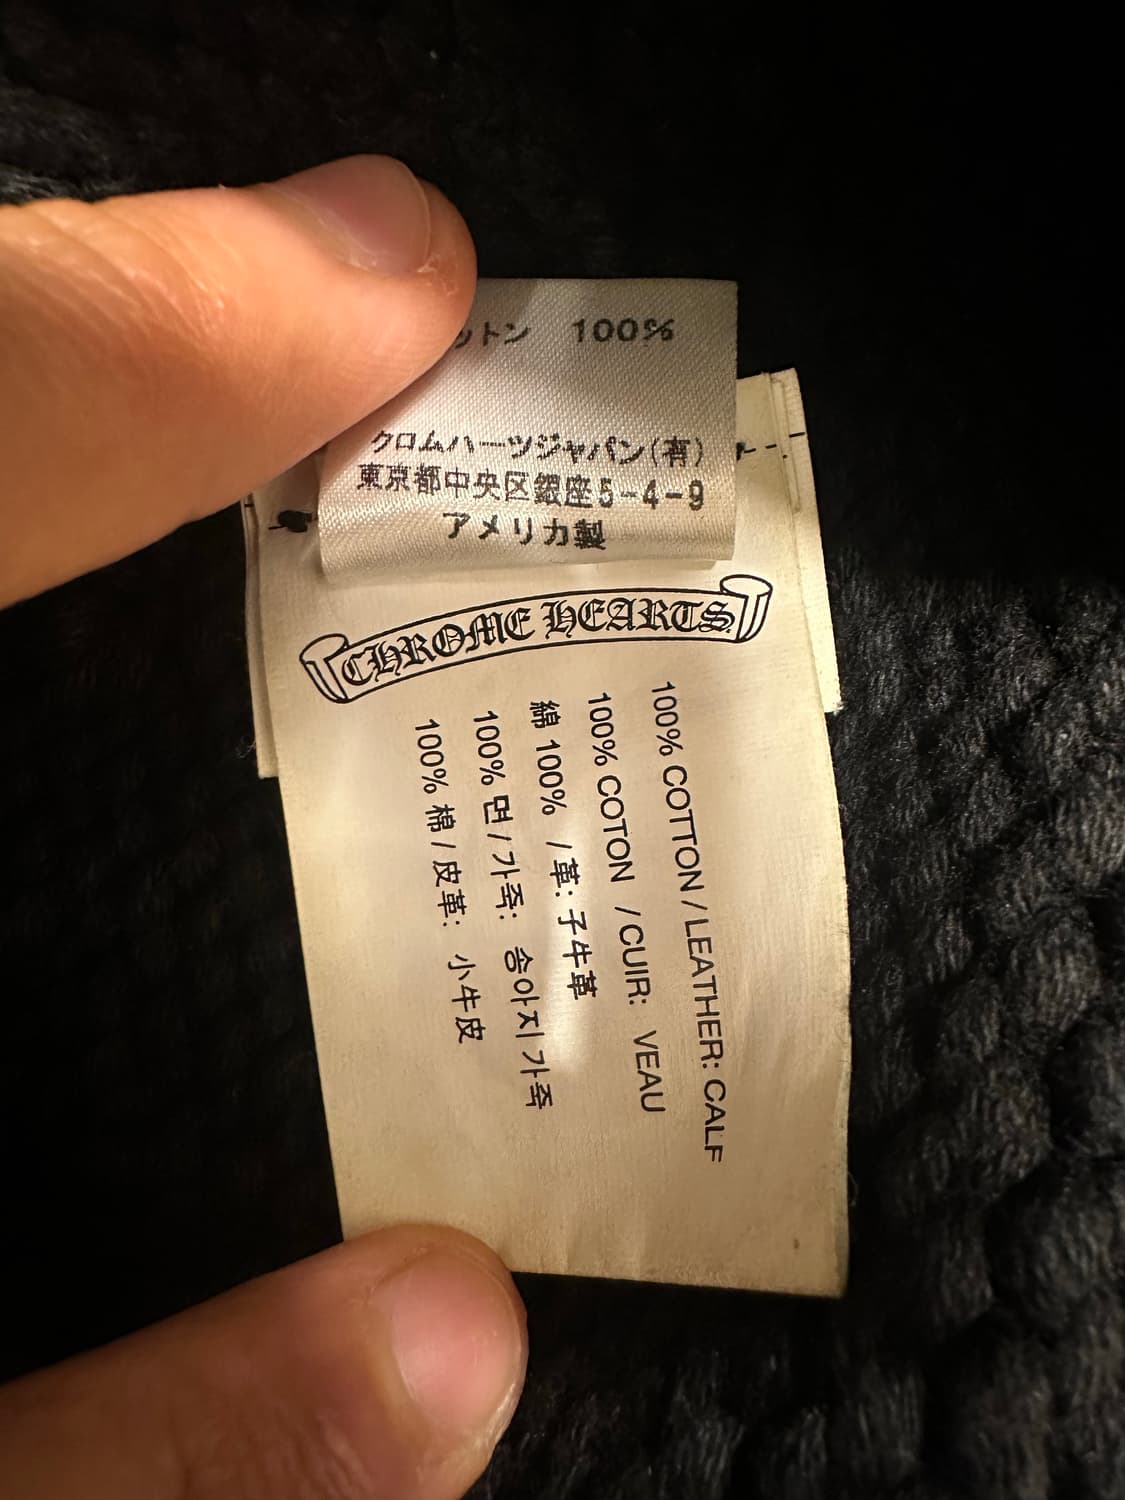 ットン 100%
クロムハーツジャパン(有)
東京都中央区銀座5-4-9
アメリカ製
CHROME HEARTS
100% COTTON / LEATHER: CALF
100% COTON / CUIR: VEAU
綿 100% / 革: 子牛革
100% 면 / 가죽: 송아지 가죽
100% 棉 / 皮革: 小牛皮